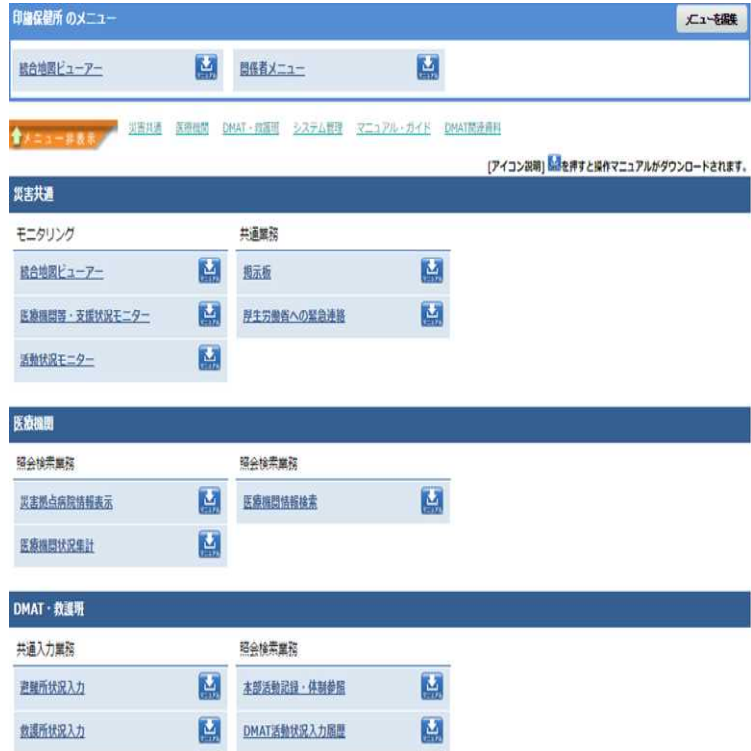 印旛保健所 のメニュー
メニューを編集
統合地図ビューアー
関係者メニュー
メニュー非表示
災害共通 医療機関 DMAT・救護班 システム管理 マニュアル・ガイド DMAT関連資料
[アイコン説明] を押すと操作マニュアルがダウンロードされます。
災害共通
モニタリング
共通業務
統合地図ビューアー
掲示板
医療機関等・支援状況モニター
厚生労働省への緊急連絡
活動状況モニター
医療機関
照会検索業務
照会検索業務
災害拠点病院情報表示
医療機関情報検索
医療機関状況集計
DMAT・救護班
共通入力業務
照会検索業務
避難所状況入力
本部活動記録・体制参照
救護所状況入力
DMAT活動状況入力履歴